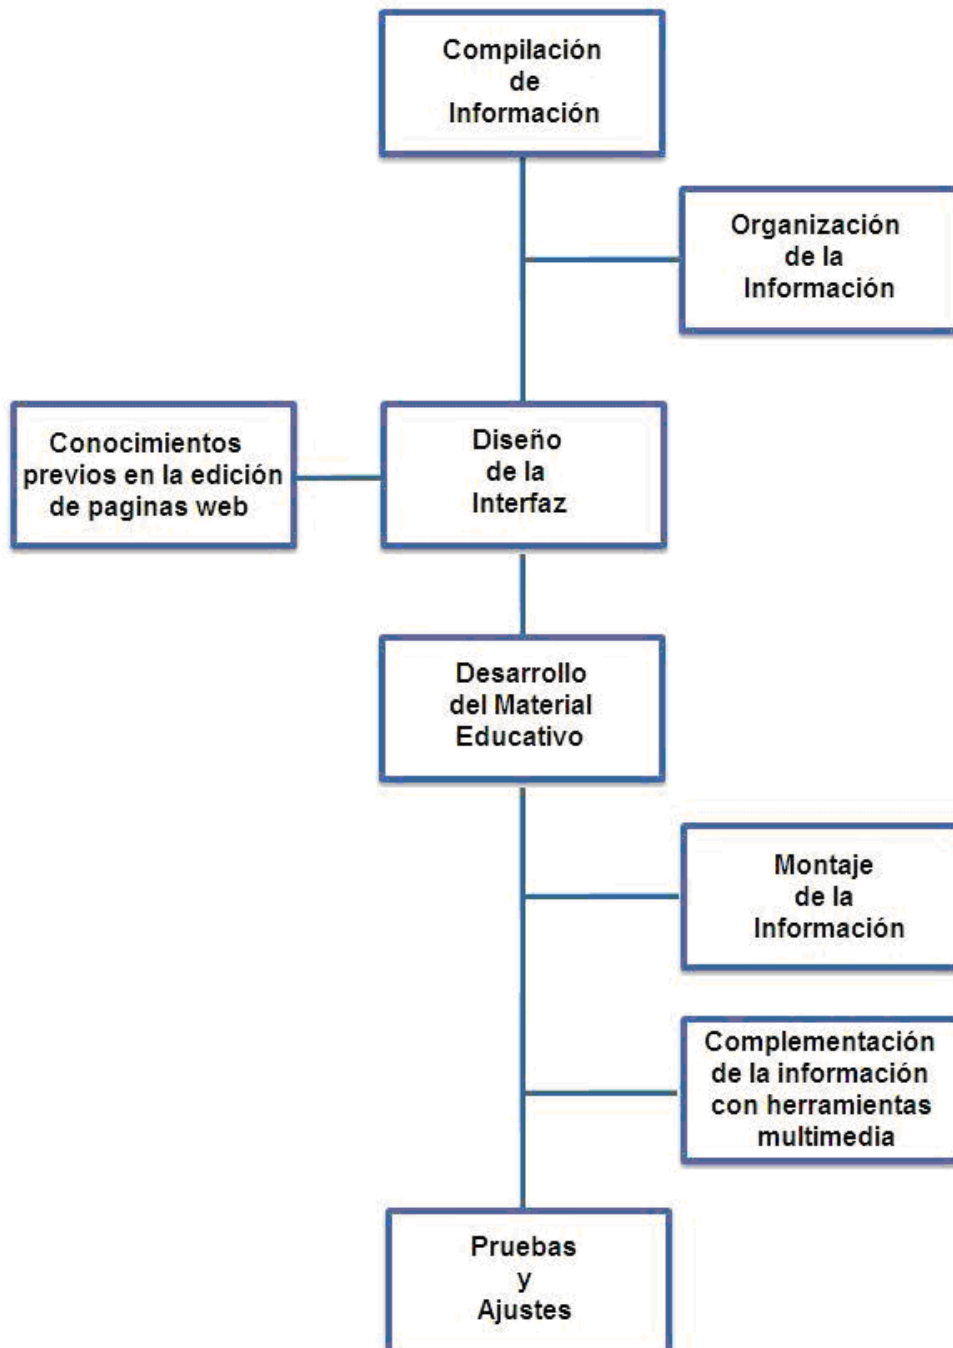 Compilación
de
Información
Organización
de la
Información
Conocimientos
previos en la edición
de paginas web
Diseño
de la
Interfaz
Desarrollo
del Material
Educativo
Montaje
de la
Información
Complementación
de la información
con herramientas
multimedia
Pruebas
y
Ajustes